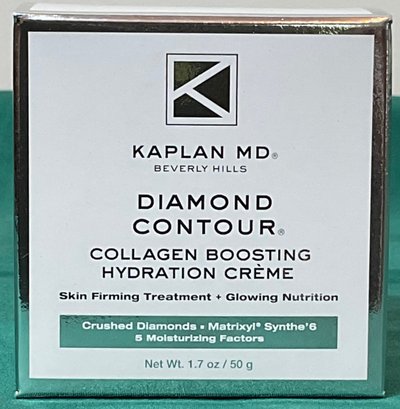 K
KAPLAN MD®
BEVERLY HILLS
DIAMOND
CONTOUR®
COLLAGEN BOOSTING
HYDRATION CRÈME
Skin Firming Treatment + Glowing Nutrition
Crushed Diamonds • Matrixyl® Synthe'6
5 Moisturizing Factors
Net Wt. 1.7 oz / 50 g